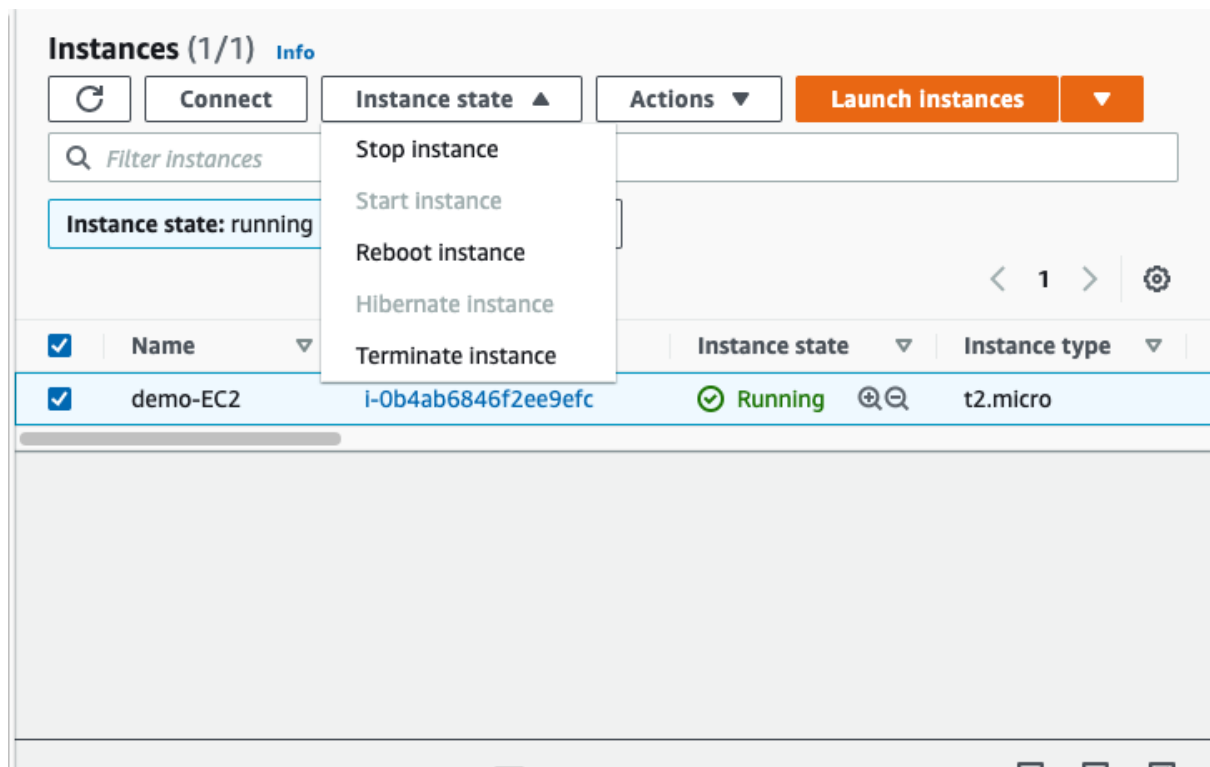 Instances (1/1) Info
Connect Instance state Actions Launch instances
Filter instances
Stop instance
Start instance
Instance state: running
Reboot instance
1
Hibernate instance
Name Instance state Instance type
Terminate instance
demo-EC2 i-0b4ab6846f2ee9efc Running t2.micro